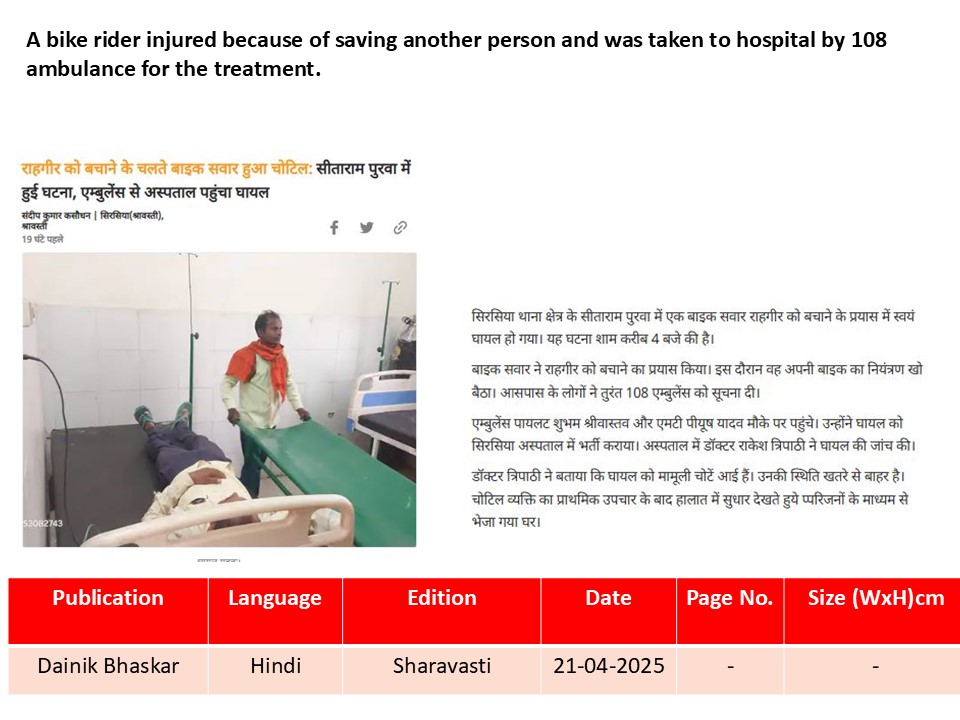 A bike rider injured because of saving another person and was taken to hospital by 108
ambulance for the treatment.
राहगीर को बचाने के चलते बाइक सवार हुआ चोटिल: सीताराम पुरवा में
हुई घटना, एम्बुलेंस से अस्पताल पहुंचा घायल
संदीप कुमार कसौधन | सिरसिया(श्रावस्ती),
श्रावस्ती
19 घंटे पहले
53082743
सिरसिया थाना क्षेत्र के सीताराम पुरवा में एक बाइक सवार राहगीर को बचाने के प्रयास में स्वयं
घायल हो गया। यह घटना शाम करीब 4 बजे की है।
बाइक सवार ने राहगीर को बचाने का प्रयास किया। इस दौरान वह अपनी बाइक का नियंत्रण खो
बैठा। आसपास के लोगों ने तुरंत 108 एम्बुलेंस को सूचना दी।
एम्बुलेंस पायलट शुभम श्रीवास्तव और एमटी पीयूष यादव मौके पर पहुंचे। उन्होंने घायल को
सिरसिया अस्पताल में भर्ती कराया। अस्पताल में डॉक्टर राकेश त्रिपाठी ने घायल की जांच की।
डॉक्टर त्रिपाठी ने बताया कि घायल को मामूली चोटें आई हैं। उनकी स्थिति खतरे से बाहर है।
चोटिल व्यक्ति का प्राथमिक उपचार के बाद हालात में सुधार देखते हुये प्परिजनों के माध्यम से
भेजा गया घर।
Publication Language Edition Date Page No. Size (WxH)cm
Dainik Bhaskar Hindi Sharavasti 21-04-2025 - -